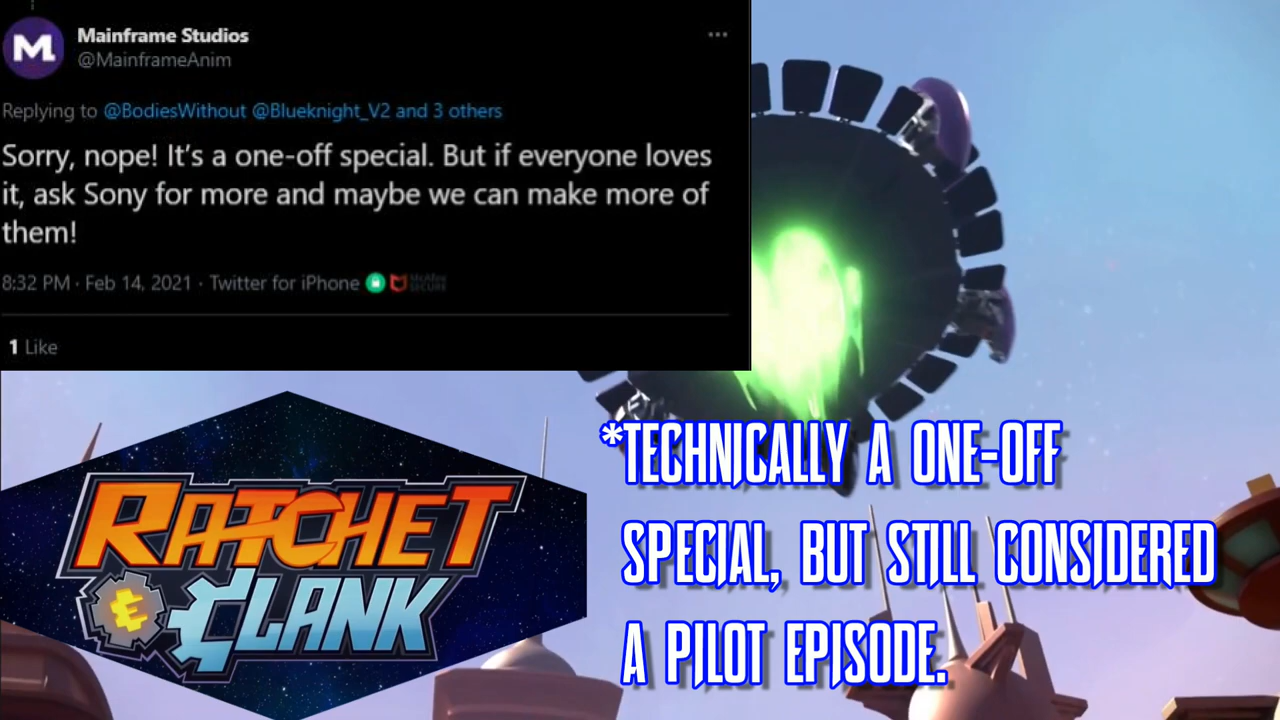 Mainframe Studios
@MainframeAnim
Replying to @BodiesWithout @Blueknight_V2 and 3 others
Sorry, nope! It's a one-off special. But if everyone loves
it, ask Sony for more and maybe we can make more of
them!
8:32 PM · Feb 14, 2021 · Twitter for iPhone McAfee SECURE
1 Like
RATCHET
& CLANK
*TECHNICALLY A ONE-OFF
SPECIAL, BUT STILL CONSIDERED
A PILOT EPISODE.